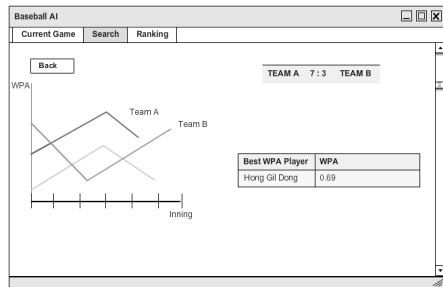 Baseball AI
Current Game Search Ranking
Back
TEAM A 7 : 3 TEAM B
WPA
Team A
Team B
Best WPA Player WPA
Hong Gil Dong 0.69
Inning